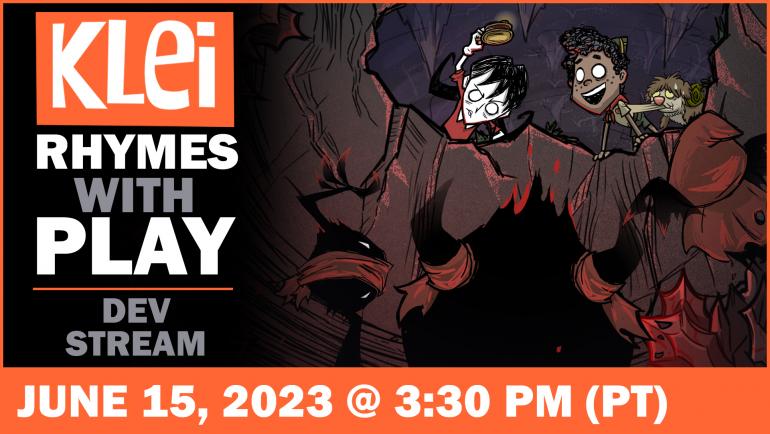 KLei
RHYMES
WITH
PLAY
DEV
STREAM
JUNE 15, 2023 @ 3:30 PM (PT)